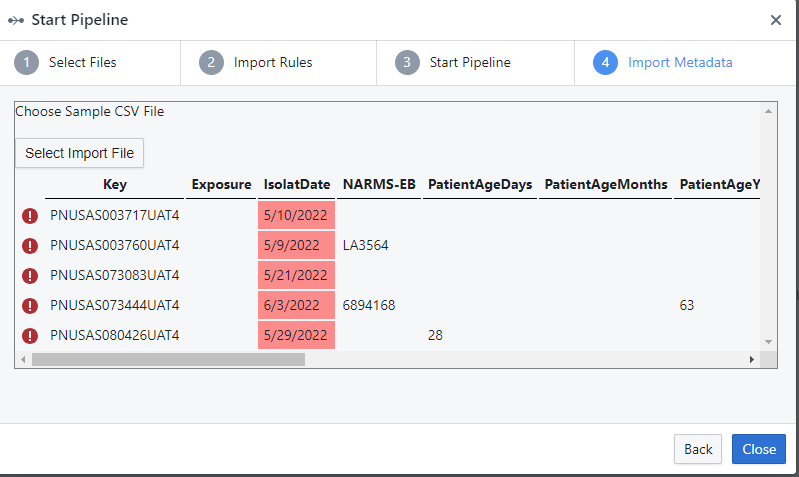 Start Pipeline
1 Select Files 2 Import Rules 3 Start Pipeline 4 Import Metadata
Choose Sample CSV File
Select Import File
Key Exposure IsolatDate NARMS-EB PatientAgeDays PatientAgeMonths PatientAgeY
PNUSAS003717UAT4 5/10/2022
PNUSAS003760UAT4 5/9/2022 LA3564
PNUSAS073083UAT4 5/21/2022
PNUSAS073444UAT4 6/3/2022 6894168 63
PNUSAS080426UAT4 5/29/2022 28
Back Close